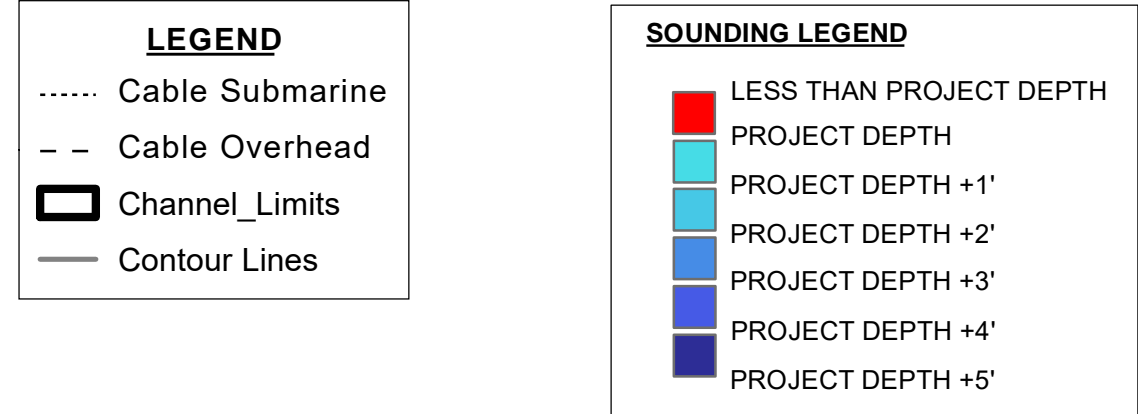 LEGEND
Cable Submarine
Cable Overhead
Channel_Limits
Contour Lines
SOUNDING LEGEND
LESS THAN PROJECT DEPTH
PROJECT DEPTH
PROJECT DEPTH +1'
PROJECT DEPTH +2'
PROJECT DEPTH +3'
PROJECT DEPTH +4'
PROJECT DEPTH +5'